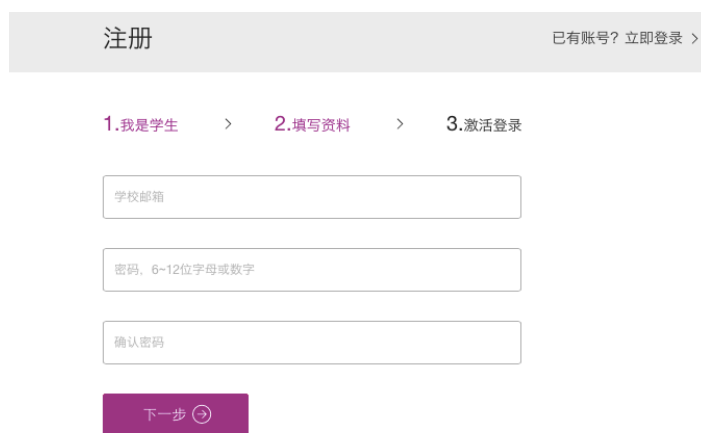 注册
已有账号？立即登录 >
1.我是学生 > 2.填写资料 > 3.激活登录
学校邮箱
密码，6~12位字母或数字
确认密码
下一步